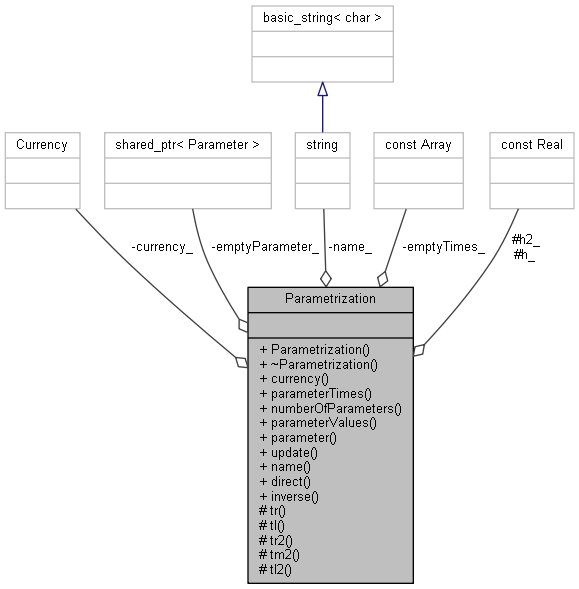 basic_string< char >
Currency
shared_ptr< Parameter >
string
const Array
const Real
-currency_
-emptyParameter_
-name_
-emptyTimes_
#h2_
#h_
Parametrization
+ Parametrization()
+ ~Parametrization()
+ currency()
+ parameterTimes()
+ numberOfParameters()
+ parameterValues()
+ parameter()
+ update()
+ name()
+ direct()
+ inverse()
# tr()
# tl()
# tr2()
# tm2()
# tl2()